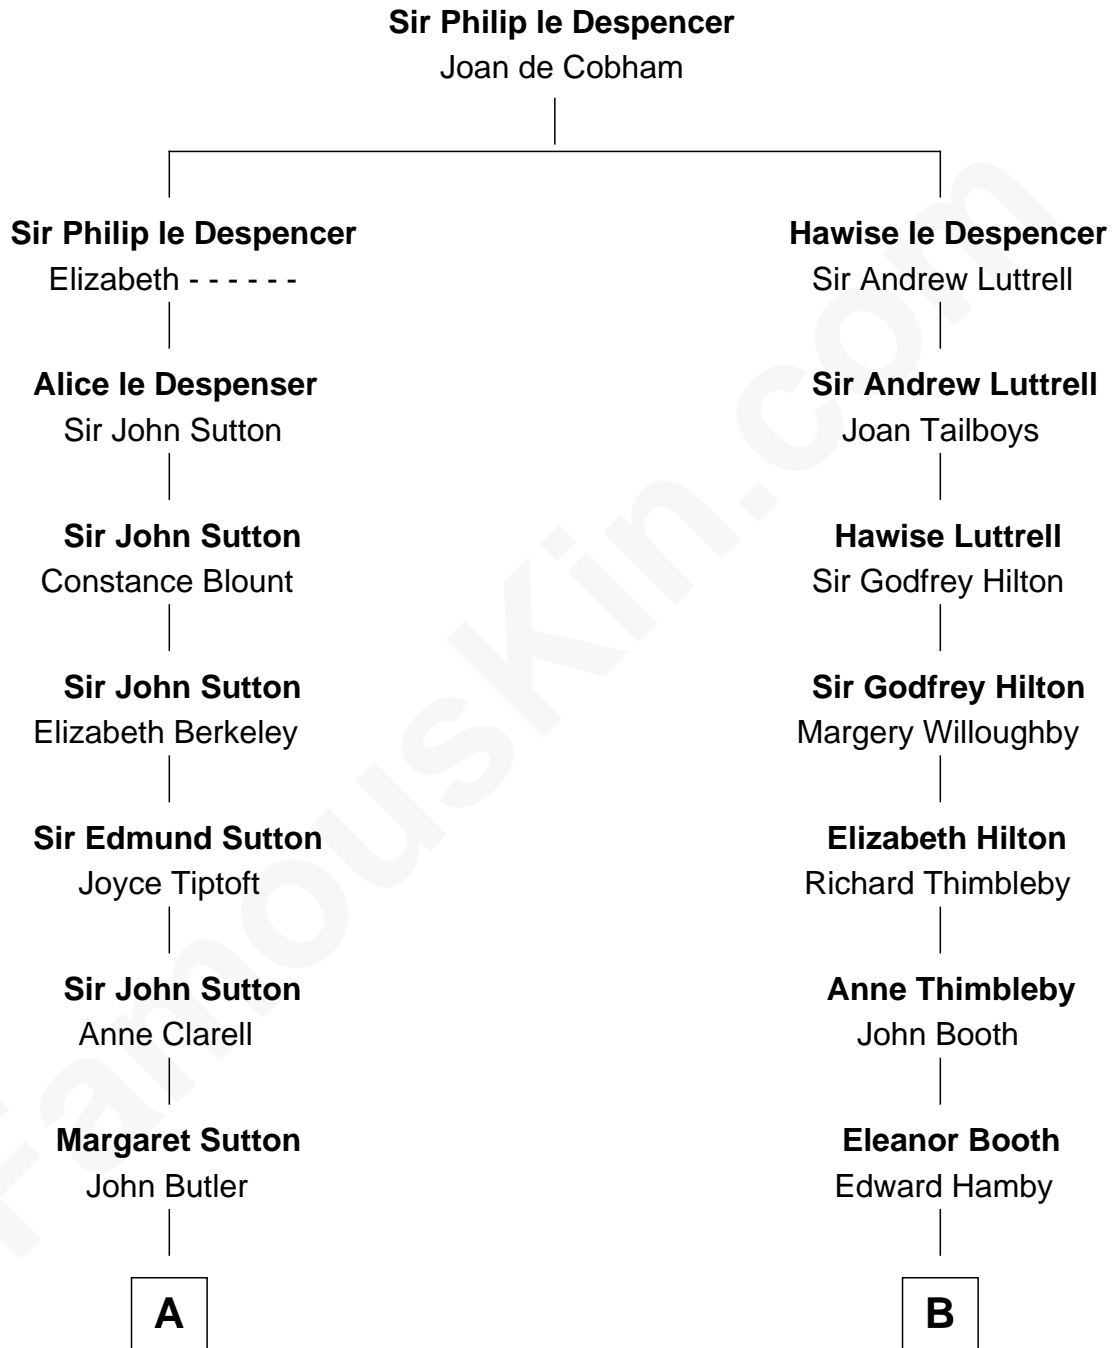 Sir Philip le Despencer
Joan de Cobham
Sir Philip le Despencer
Elizabeth - - - - - -
Hawise le Despencer
Sir Andrew Luttrell
Alice le Despenser
Sir John Sutton
Sir Andrew Luttrell
Joan Tailboys
Sir John Sutton
Constance Blount
Hawise Luttrell
Sir Godfrey Hilton
Sir John Sutton
Elizabeth Berkeley
Sir Godfrey Hilton
Margery Willoughby
Sir Edmund Sutton
Joyce Tiptoft
Elizabeth Hilton
Richard Thimbleby
Sir John Sutton
Anne Clarell
Anne Thimbleby
John Booth
Margaret Sutton
John Butler
Eleanor Booth
Edward Hamby
A
B
FamousKin.com